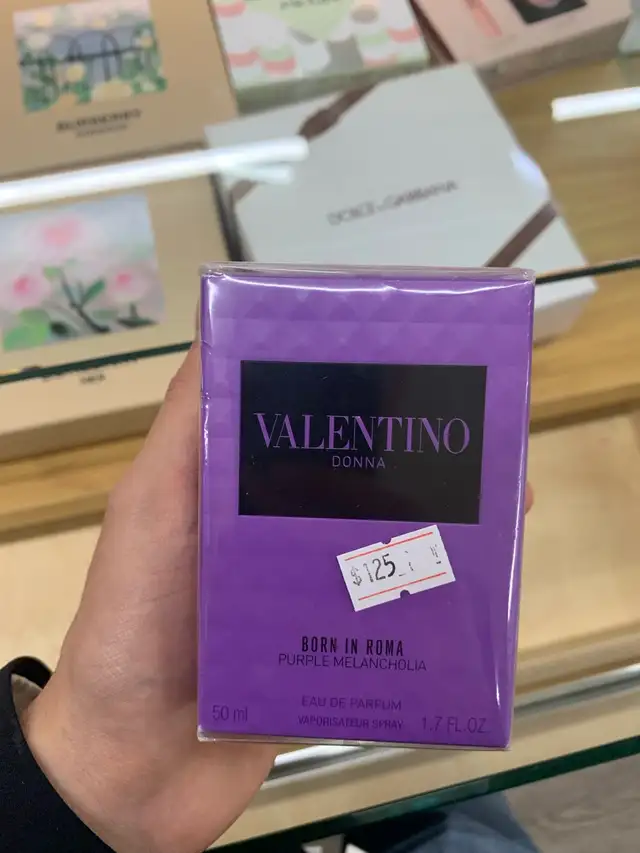 BURBERRY
DOLCE & GABBANA
VALENTINO
DONNA
$125
BORN IN ROMA
PURPLE MELANCHOLIA
EAU DE PARFUM
50 ml VAPORISATEUR SPRAY 1.7 FL.OZ.